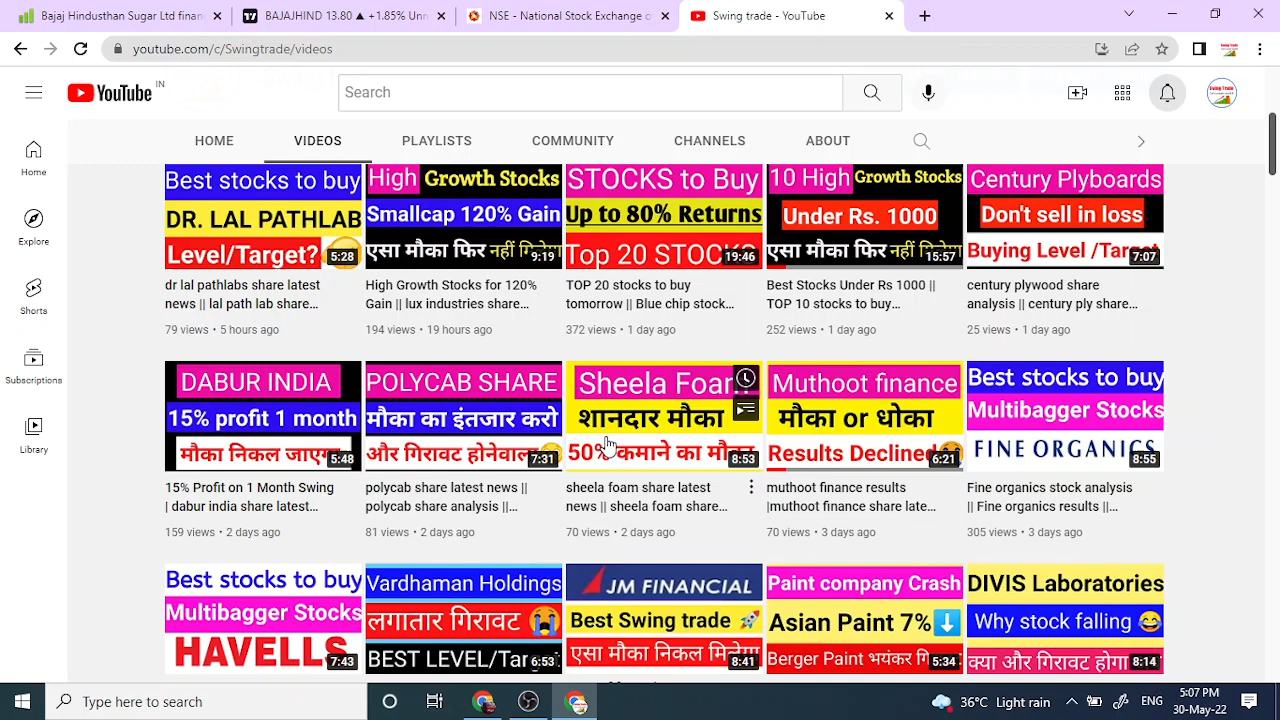 BAJAJHIND 13.80 ▲ +1.85% U
NSE - National Stock Exchange
Swing trade - YouTube
youtube.com/c/Swingtrade/videos
YouTube IN
Search
HOME VIDEOS PLAYLISTS COMMUNITY CHANNELS ABOUT
Home
Explore
Shorts
Subscriptions
Library
Best stocks to buy
DR. LAL PATHLAB
Level/Target?
5:28
dr lal pathlabs share latest
news || lal path lab share...
79 views • 5 hours ago
High Growth Stocks
Smallcap 120% Gain
एसा मौका फिर नहीं
9:19
High Growth Stocks for 120%
Gain || lux industries share...
194 views • 19 hours ago
STOCKS to Buy
Up to 80% Returns
Top 20 STOCKS
19:46
TOP 20 stocks to buy
tomorrow || Blue chip stock...
372 views • 1 day ago
10 High Growth Stocks
Under Rs. 1000
एसा मौका फिर नहीं
15:57
Best Stocks Under Rs 1000 ||
TOP 10 stocks to buy...
252 views • 1 day ago
Century Plyboards
Don't sell in loss
Buying Level /Target
7:07
century plywood share
analysis || century ply share...
25 views • 1 day ago
DABUR INDIA
15% profit 1 month
मौका निकल
5:48
15% Profit on 1 Month Swing
| dabur india share latest...
159 views • 2 days ago
POLYCAB SHARE
मौका का इंतजार करो
और गिरावट होनेवाल
7:31
polycab share latest news ||
polycab share analysis ||...
81 views • 2 days ago
Sheela Foam
शानदार मौका
50% कमाने का
8:53
sheela foam share latest
news || sheela foam share...
70 views • 2 days ago
Muthoot finance
मौका or धोका
Results Declined
6:21
muthoot finance results
|muthoot finance share late...
70 views • 3 days ago
Best stocks to buy
Multibagger Stocks
FINE ORGANICS
8:55
Fine organics stock analysis
|| Fine organics results ||...
305 views • 3 days ago
Best stocks to buy
Multibagger Stocks
HAVELLS
7:43
Vardhaman Holdings
लगातार गिरावट
BEST LEVEL/Target
6:53
JM FINANCIAL
Best Swing trade
एसा मौका निकल
8:41
Paint company Crash
Asian Paint 7%
Berger Paint भयंकर
5:34
DIVIS Laboratories
Why stock falling
क्या और गिरावट होगा
8:14
Type here to search
36°C Light rain
5:07 PM
30-May-22